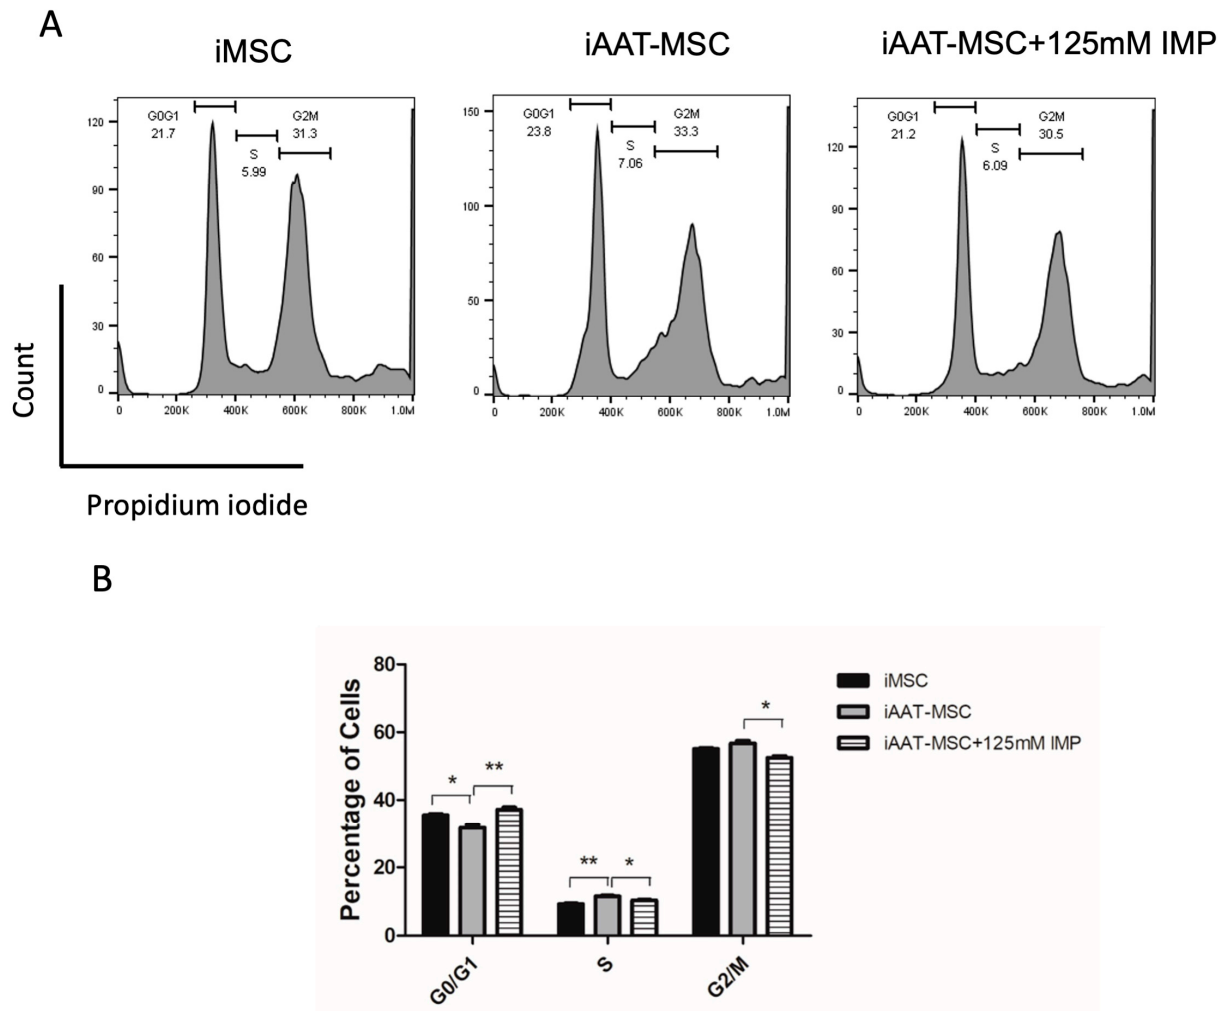 A
iMSC
iAAT-MSC
iAAT-MSC+125mM IMP
G0G1
21.7
S
5.99
G2M
31.3
120
90
60
30
0
0 200K 400K 600K 800K 1.0M
G0G1
23.8
S
7.06
G2M
33.3
150
100
50
0
0 200K 400K 600K 800K 1.0M
G0G1
21.2
S
6.09
G2M
30.5
120
90
60
30
0
0 200K 400K 600K 800K 1.0M
Count
Propidium iodide
B
Percentage of Cells
80
60
40
20
0
* **
** *
*
G0/G1
S
G2/M
iMSC
iAAT-MSC
iAAT-MSC+125mM IMP